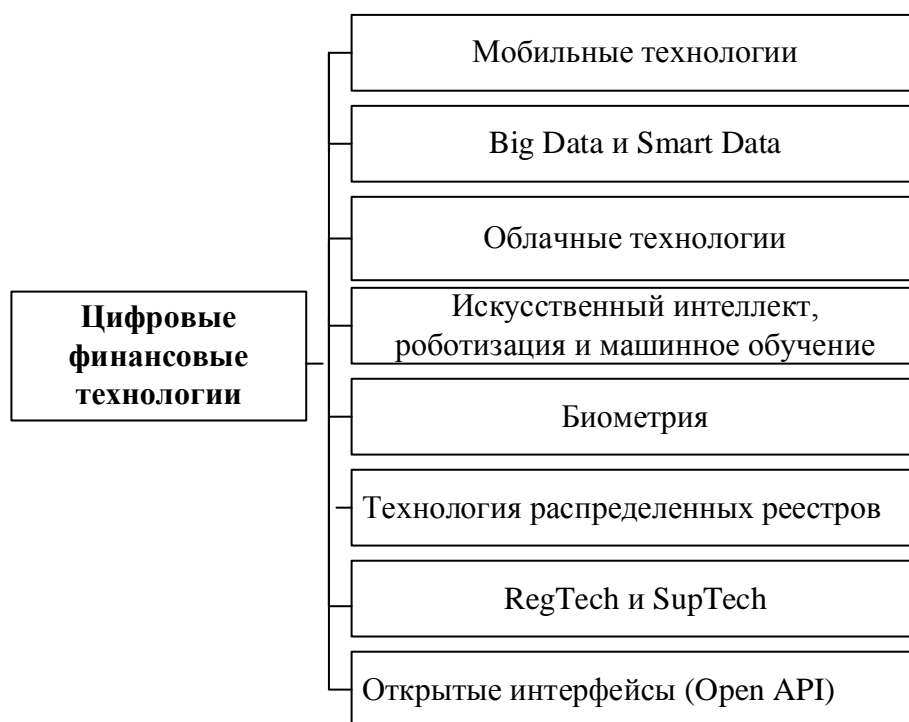 Мобильные технологии
Big Data и Smart Data
Облачные технологии
Цифровые
финансовые
технологии
Искусственный интеллект,
роботизация и машинное обучение
Биометрия
Технология распределенных реестров
RegTech и SupTech
Открытые интерфейсы (Open API)